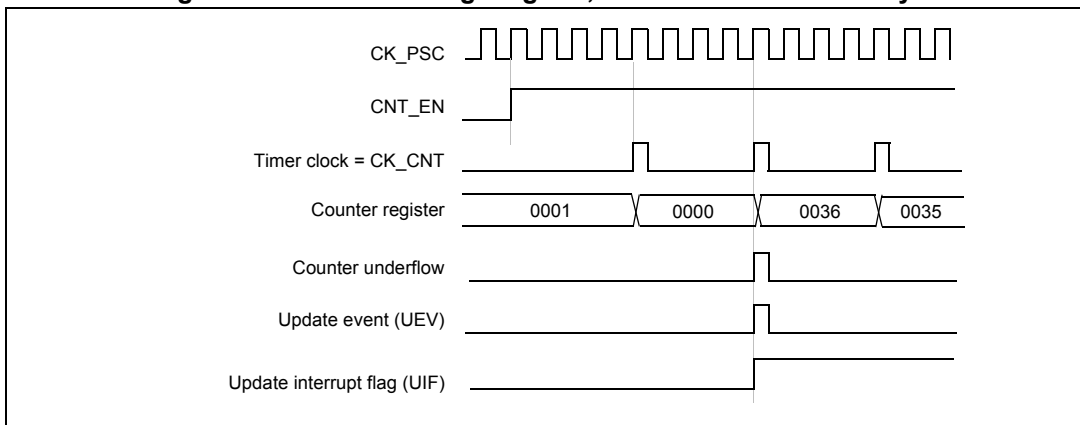 CK_PSC
CNT_EN
Timer clock = CK_CNT
Counter register 0001 0000 0036 0035
Counter underflow
Update event (UEV)
Update interrupt flag (UIF)